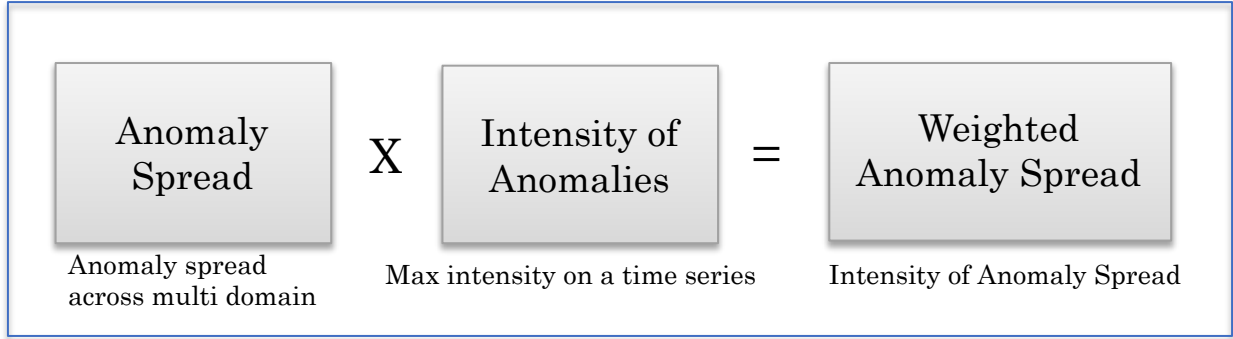 Anomaly
Spread
X
Intensity of
Anomalies
=
Weighted
Anomaly Spread
Anomaly spread
across multi domain
Max intensity on a time series
Intensity of Anomaly Spread